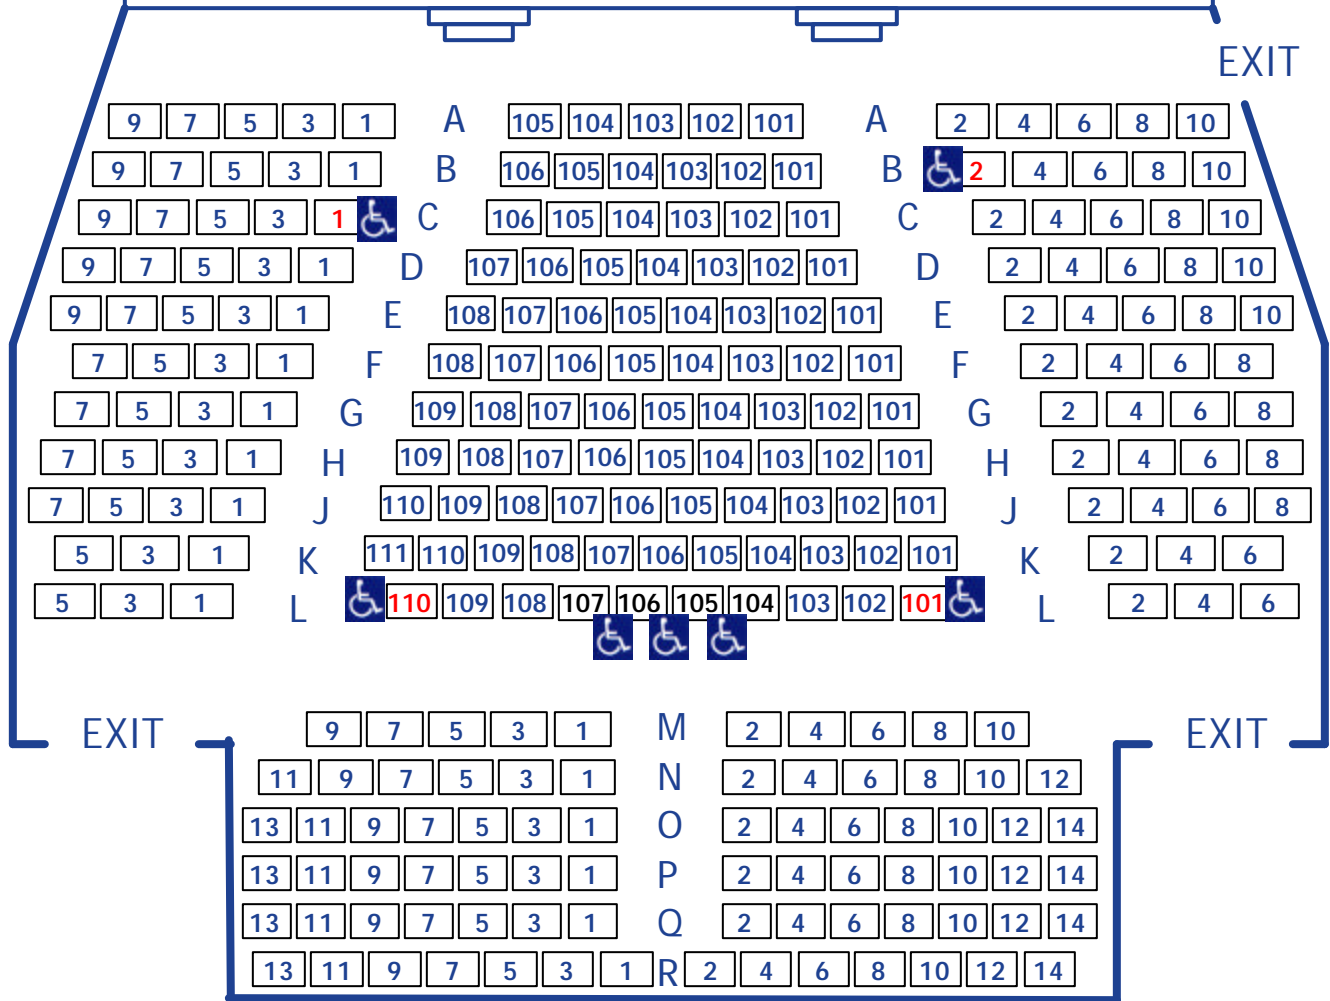 EXIT
9 7 5 3 1 A 105 104 103 102 101 A 2 4 6 8 10
9 7 5 3 1 B 106 105 104 103 102 101 B 2 4 6 8 10
9 7 5 3 1 C 106 105 104 103 102 101 C 2 4 6 8 10
9 7 5 3 1 D 107 106 105 104 103 102 101 D 2 4 6 8 10
9 7 5 3 1 E 108 107 106 105 104 103 102 101 E 2 4 6 8 10
7 5 3 1 F 108 107 106 105 104 103 102 101 F 2 4 6 8
7 5 3 1 G 109 108 107 106 105 104 103 102 101 G 2 4 6 8
7 5 3 1 H 109 108 107 106 105 104 103 102 101 H 2 4 6 8
7 5 3 1 J 110 109 108 107 106 105 104 103 102 101 J 2 4 6 8
5 3 1 K 111 110 109 108 107 106 105 104 103 102 101 K 2 4 6
5 3 1 L 110 109 108 107 106 105 104 103 102 101 L 2 4 6
EXIT 9 7 5 3 1 M 2 4 6 8 10 EXIT
11 9 7 5 3 1 N 2 4 6 8 10 12
13 11 9 7 5 3 1 O 2 4 6 8 10 12 14
13 11 9 7 5 3 1 P 2 4 6 8 10 12 14
13 11 9 7 5 3 1 Q 2 4 6 8 10 12 14
13 11 9 7 5 3 1 R 2 4 6 8 10 12 14